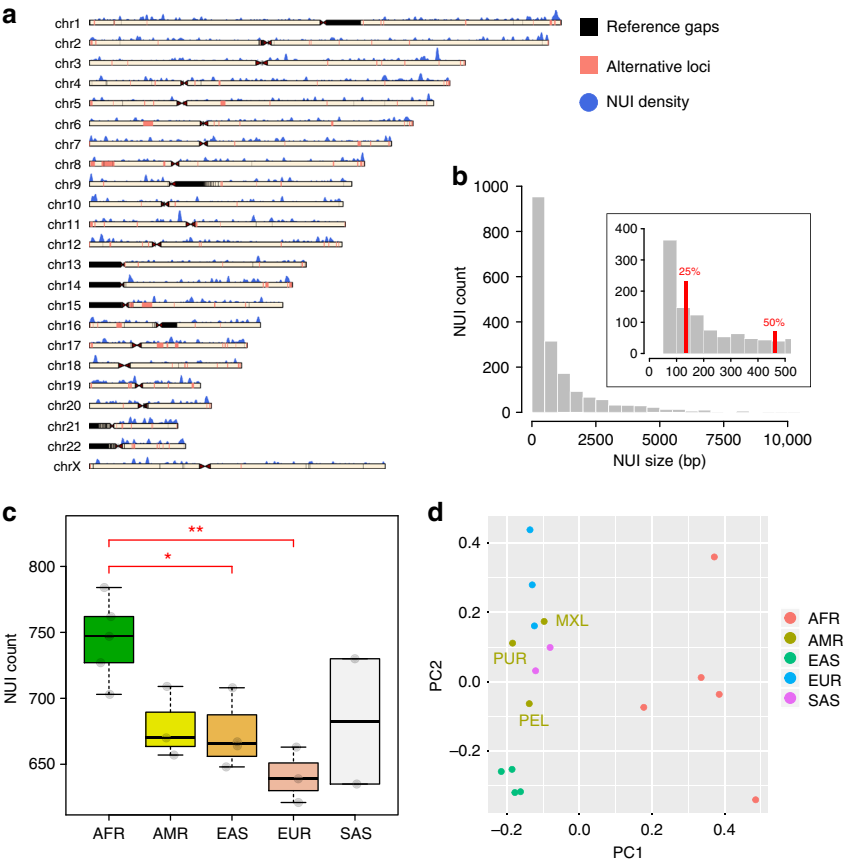 a
chr1
chr2
chr3
chr4
chr5
chr6
chr7
chr8
chr9
chr10
chr11
chr12
chr13
chr14
chr15
chr16
chr17
chr18
chr19
chr20
chr21
chr22
chrX
Reference gaps
Alternative loci
NUI density
b
1000
800
600
400
200
0
NUI count
0 2500 5000 7500 10,000
NUI size (bp)
400
300
200
100
0
25%
50%
0 100 200 300 400 500
c
**
*
800
750
700
650
NUI count
AFR AMR EAS EUR SAS
d
0.4
0.2
0.0
−0.2
PC2
MXL
PUR
PEL
−0.2 0.0 0.2 0.4
PC1
AFR
AMR
EAS
EUR
SAS